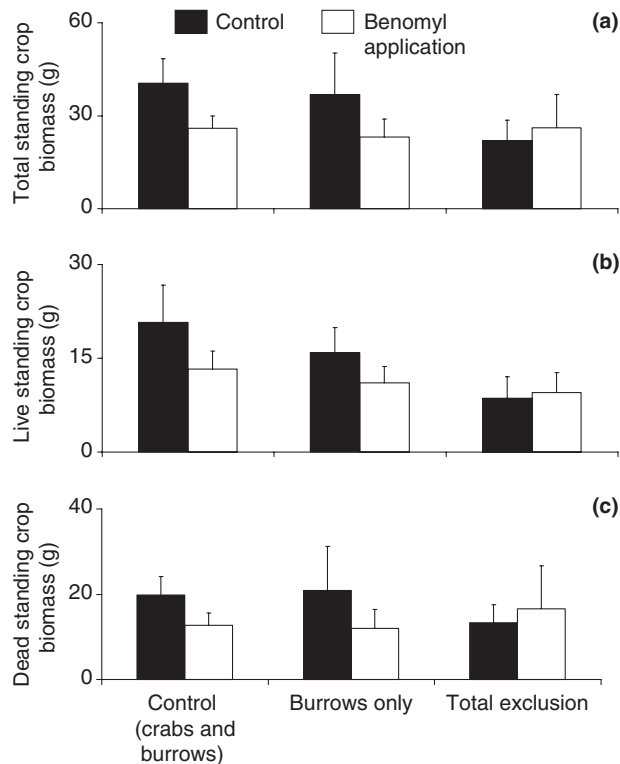 Control
Benomyl
application
(a)
Total standing crop
biomass (g)
60
30
0
(b)
Live standing crop
biomass (g)
30
15
0
(c)
Dead standing crop
biomass (g)
40
20
0
Control
(crabs and
burrows)
Burrows only
Total exclusion